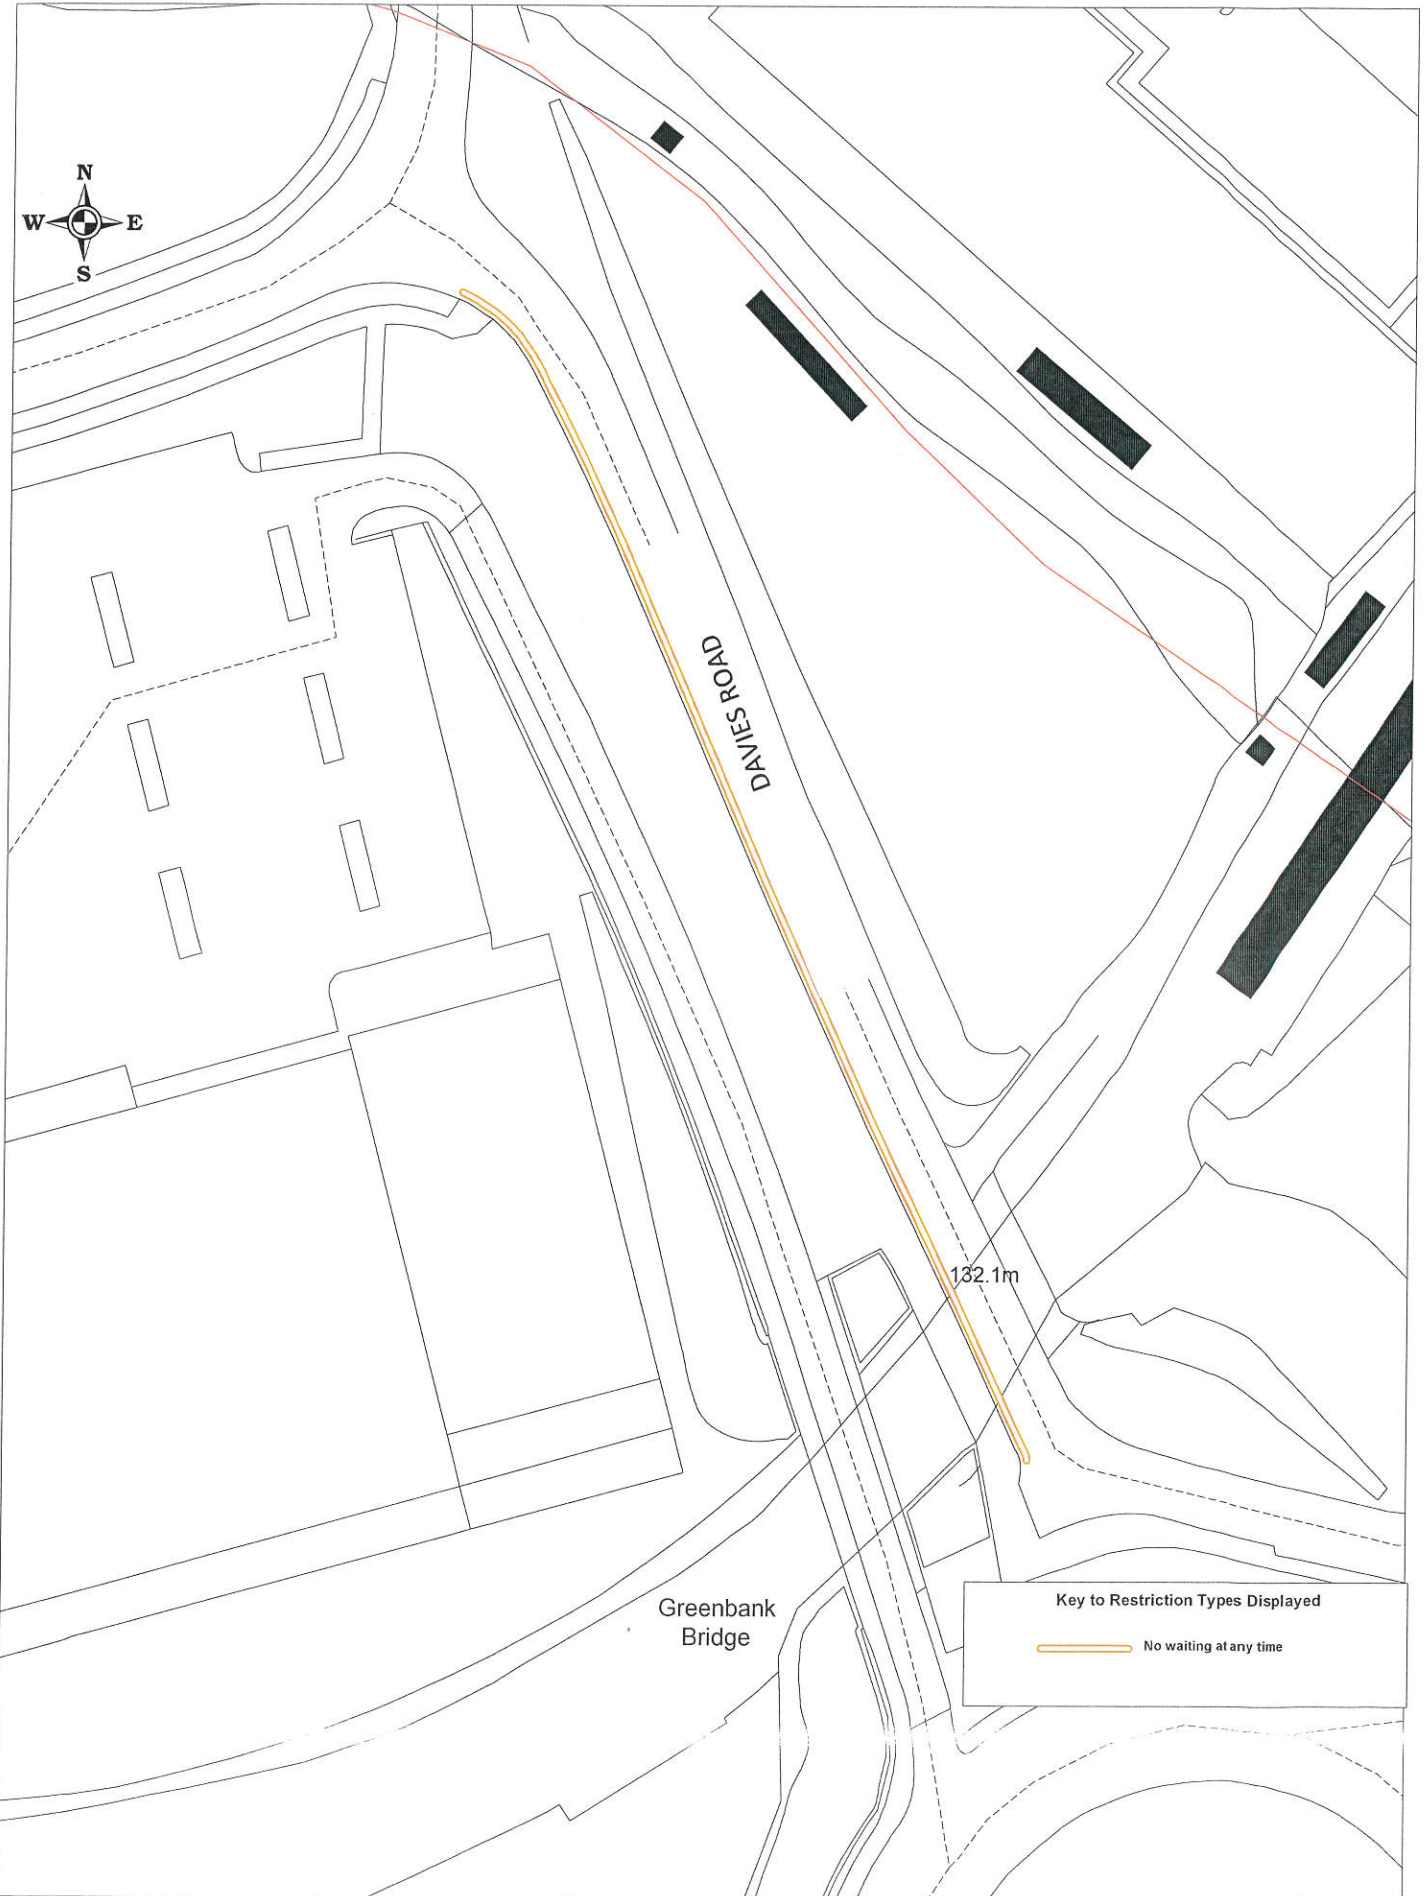 N
W E
S
DAVIES ROAD
132.1m
Greenbank
Bridge
Key to Restriction Types Displayed
No waiting at any time